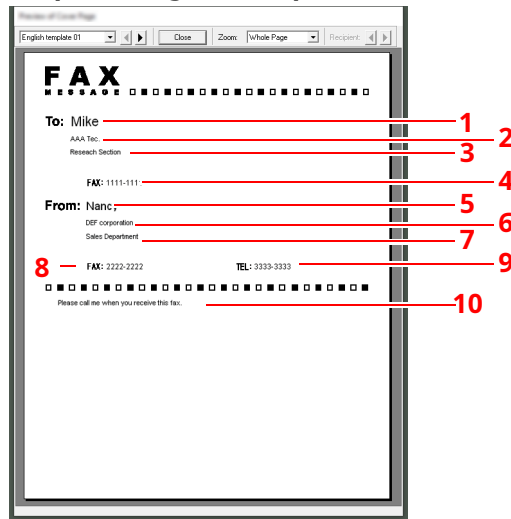 Preview of Cover Page
English template 01 Close Zoom: Whole Page Recipient:
FAX
MESSAGE
To: Mike 1
AAA Tec. 2
Reseach Section 3
FAX: 1111-111 4
From: Nanc 5
DEF corporation 6
Sales Department 7
8 FAX: 2222-2222 TEL: 3333-3333 9
Please call me when you receive this fax. 10